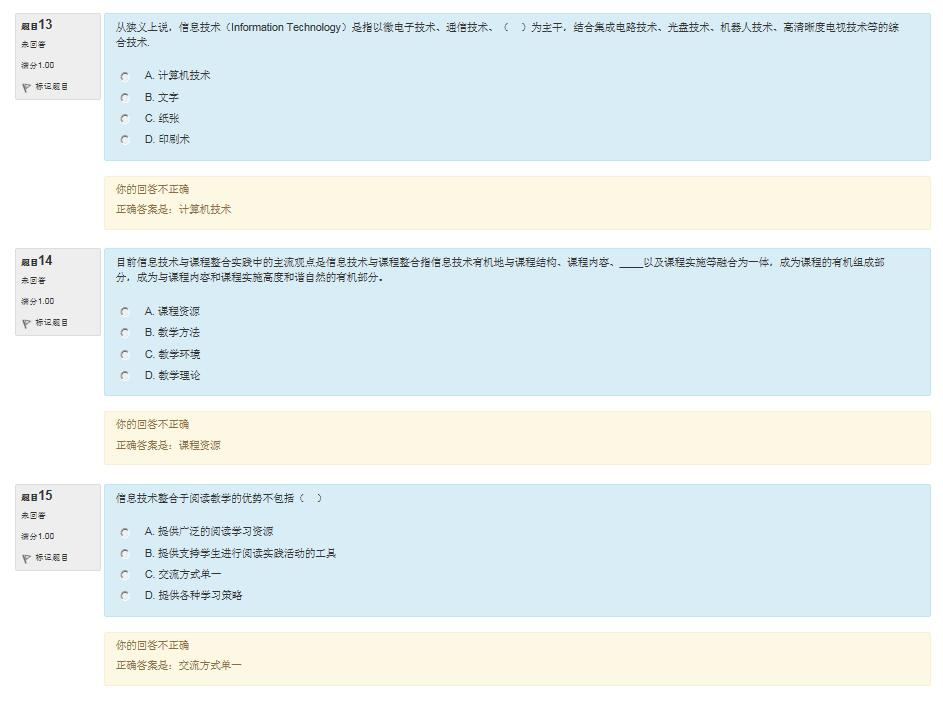 题目13
未回答
满分1.00
标记题目
从狭义上说，信息技术（Information Technology）是指以微电子技术、通信技术、（ ）为主干，结合集成电路技术、光盘技术、机器人技术、高清晰度电视技术等的综
合技术.
A. 计算机技术
B. 文字
C. 纸张
D. 印刷术
你的回答不正确
正确答案是：计算机技术
题目14
未回答
满分1.00
标记题目
目前信息技术与课程整合实践中的主流观点是信息技术与课程整合指信息技术有机地与课程结构、课程内容、____以及课程实施等融合为一体，成为课程的有机组成部
分，成为与课程内容和课程实施高度和谐自然的有机部分。
A. 课程资源
B. 教学方法
C. 教学环境
D. 教学理论
你的回答不正确
正确答案是：课程资源
题目15
未回答
满分1.00
标记题目
信息技术整合于阅读教学的优势不包括（ ）
A. 提供广泛的阅读学习资源
B. 提供支持学生进行阅读实践活动的工具
C. 交流方式单一
D. 提供各种学习策略
你的回答不正确
正确答案是：交流方式单一